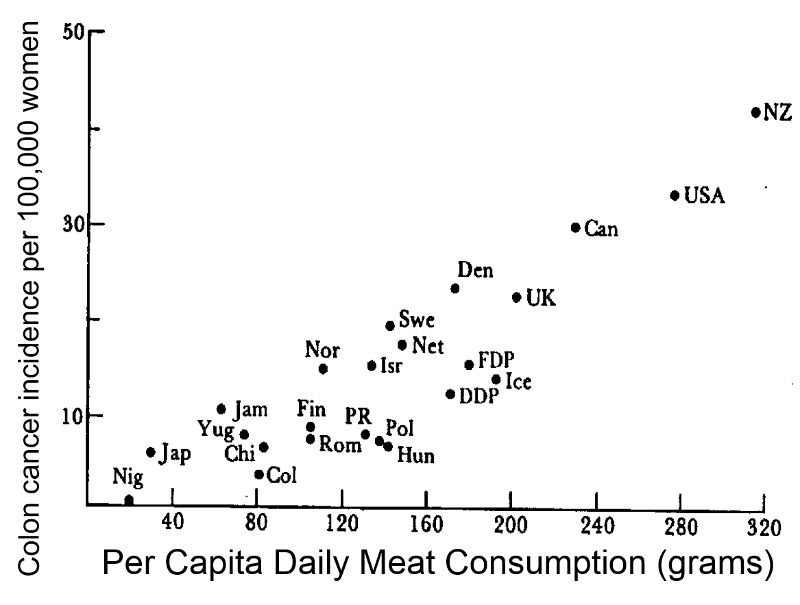 Colon cancer incidence per 100,000 women
50
30
10
NZ
USA
Can
Den
UK
Swe
Net
Nor
Isr
FDP
Ice
DDP
Jam
Fin
PR
Yug
Pol
Rom
Jap
Chi
Hun
Nig
Col
40 80 120 160 200 240 280 320
Per Capita Daily Meat Consumption (grams)